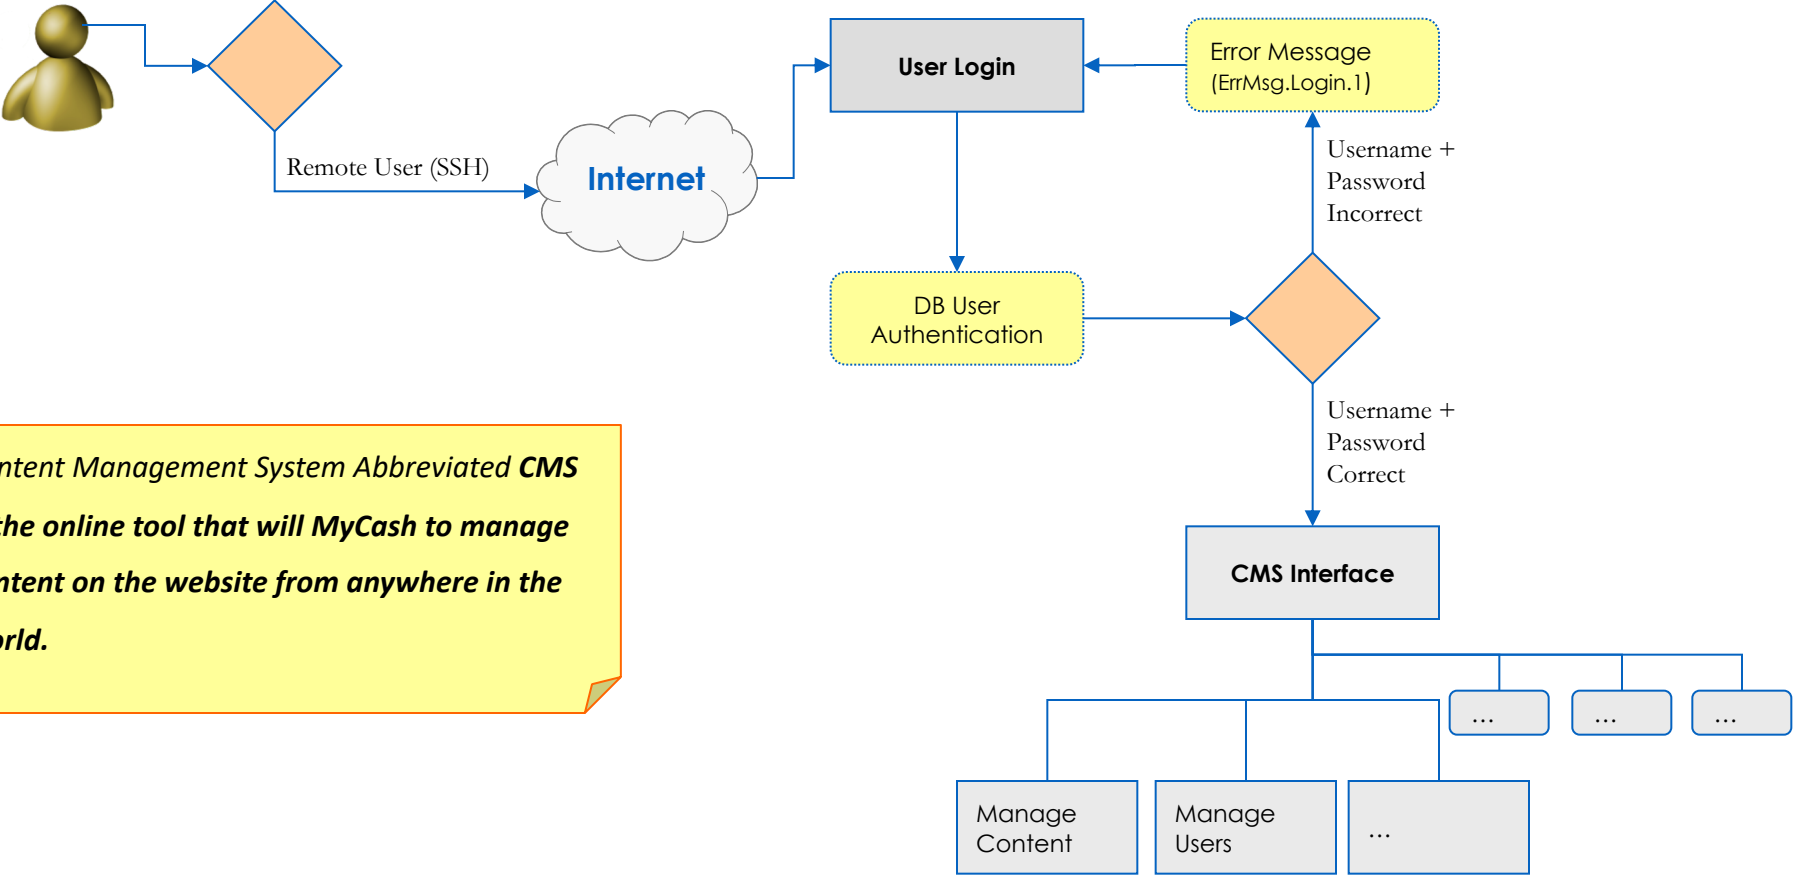 User Login
Error Message
(ErrMsg.Login.1)
Remote User (SSH)
Internet
Username +
Password
Incorrect
DB User
Authentication
Username +
Password
Correct
ntent Management System Abbreviated CMS
the online tool that will MyCash to manage
ntent on the website from anywhere in the
orld.
CMS Interface
...
...
...
Manage
Content
Manage
Users
...